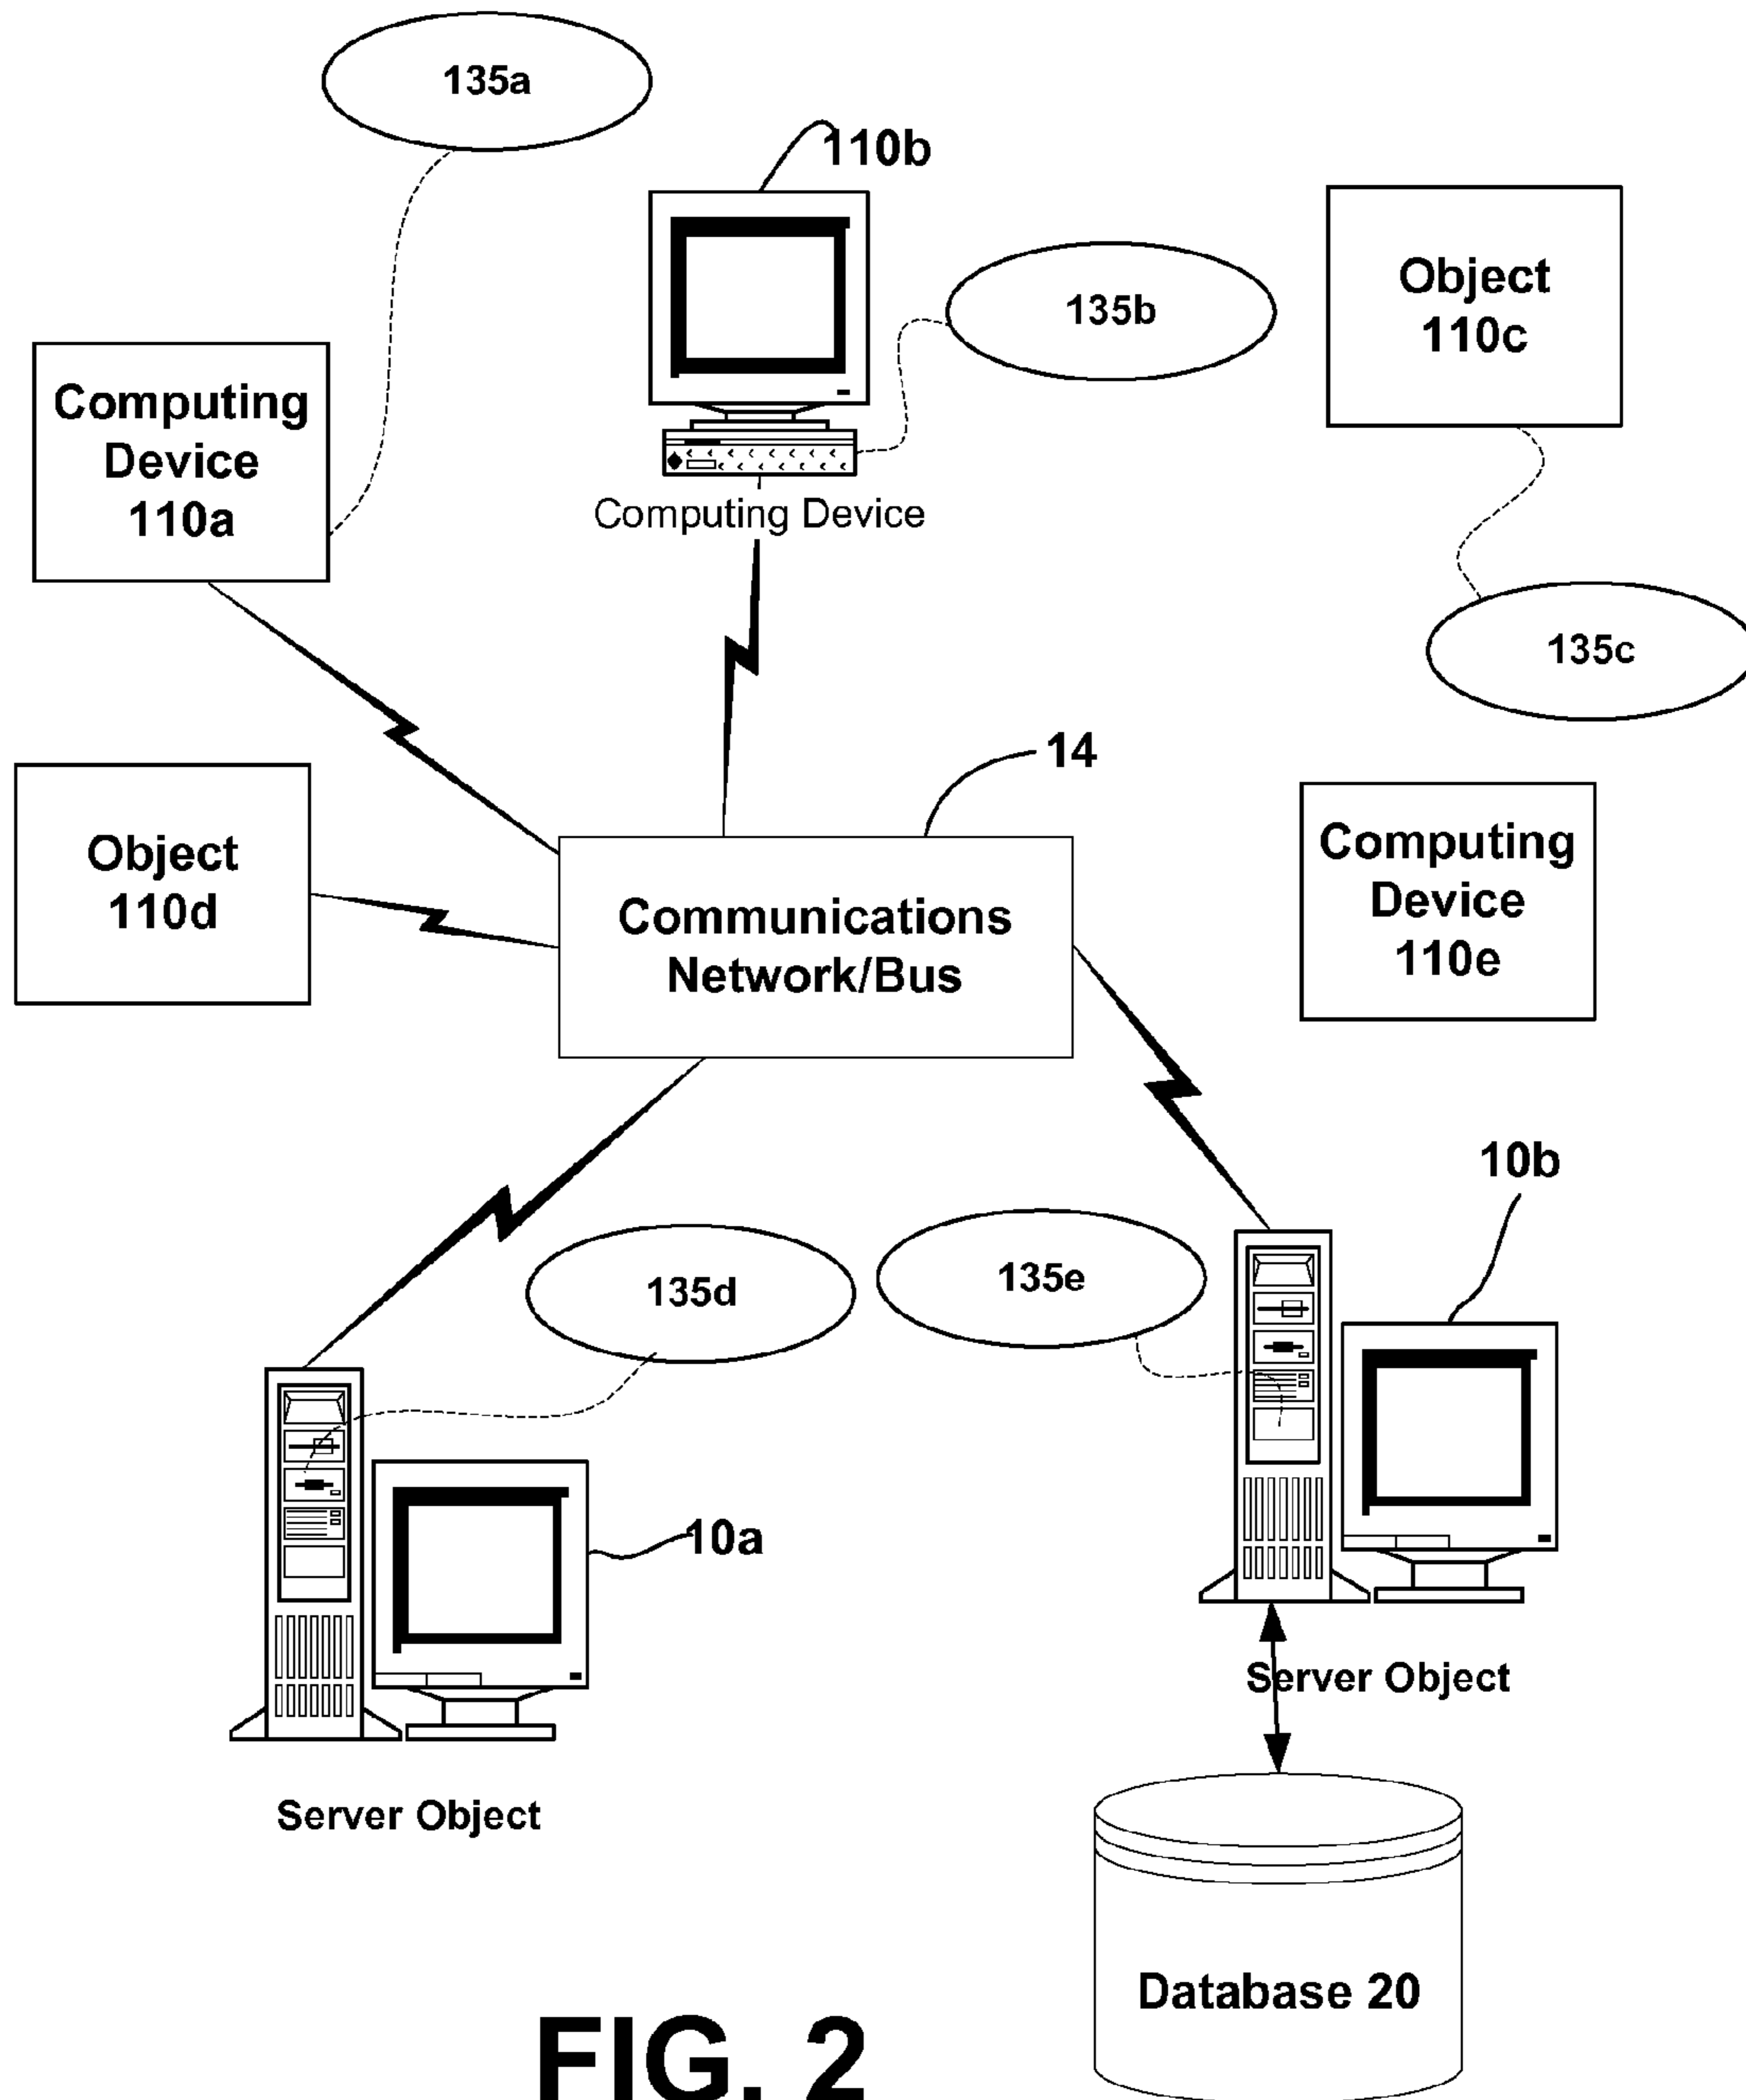 135a
110b
Object
110c
135b
Computing
Device
110a
Computing Device
135c
14
Object
110d
Computing
Device
110e
Communications
Network/Bus
10b
135d
135e
10a
Server Object
Server Object
Database 20
FIG. 2